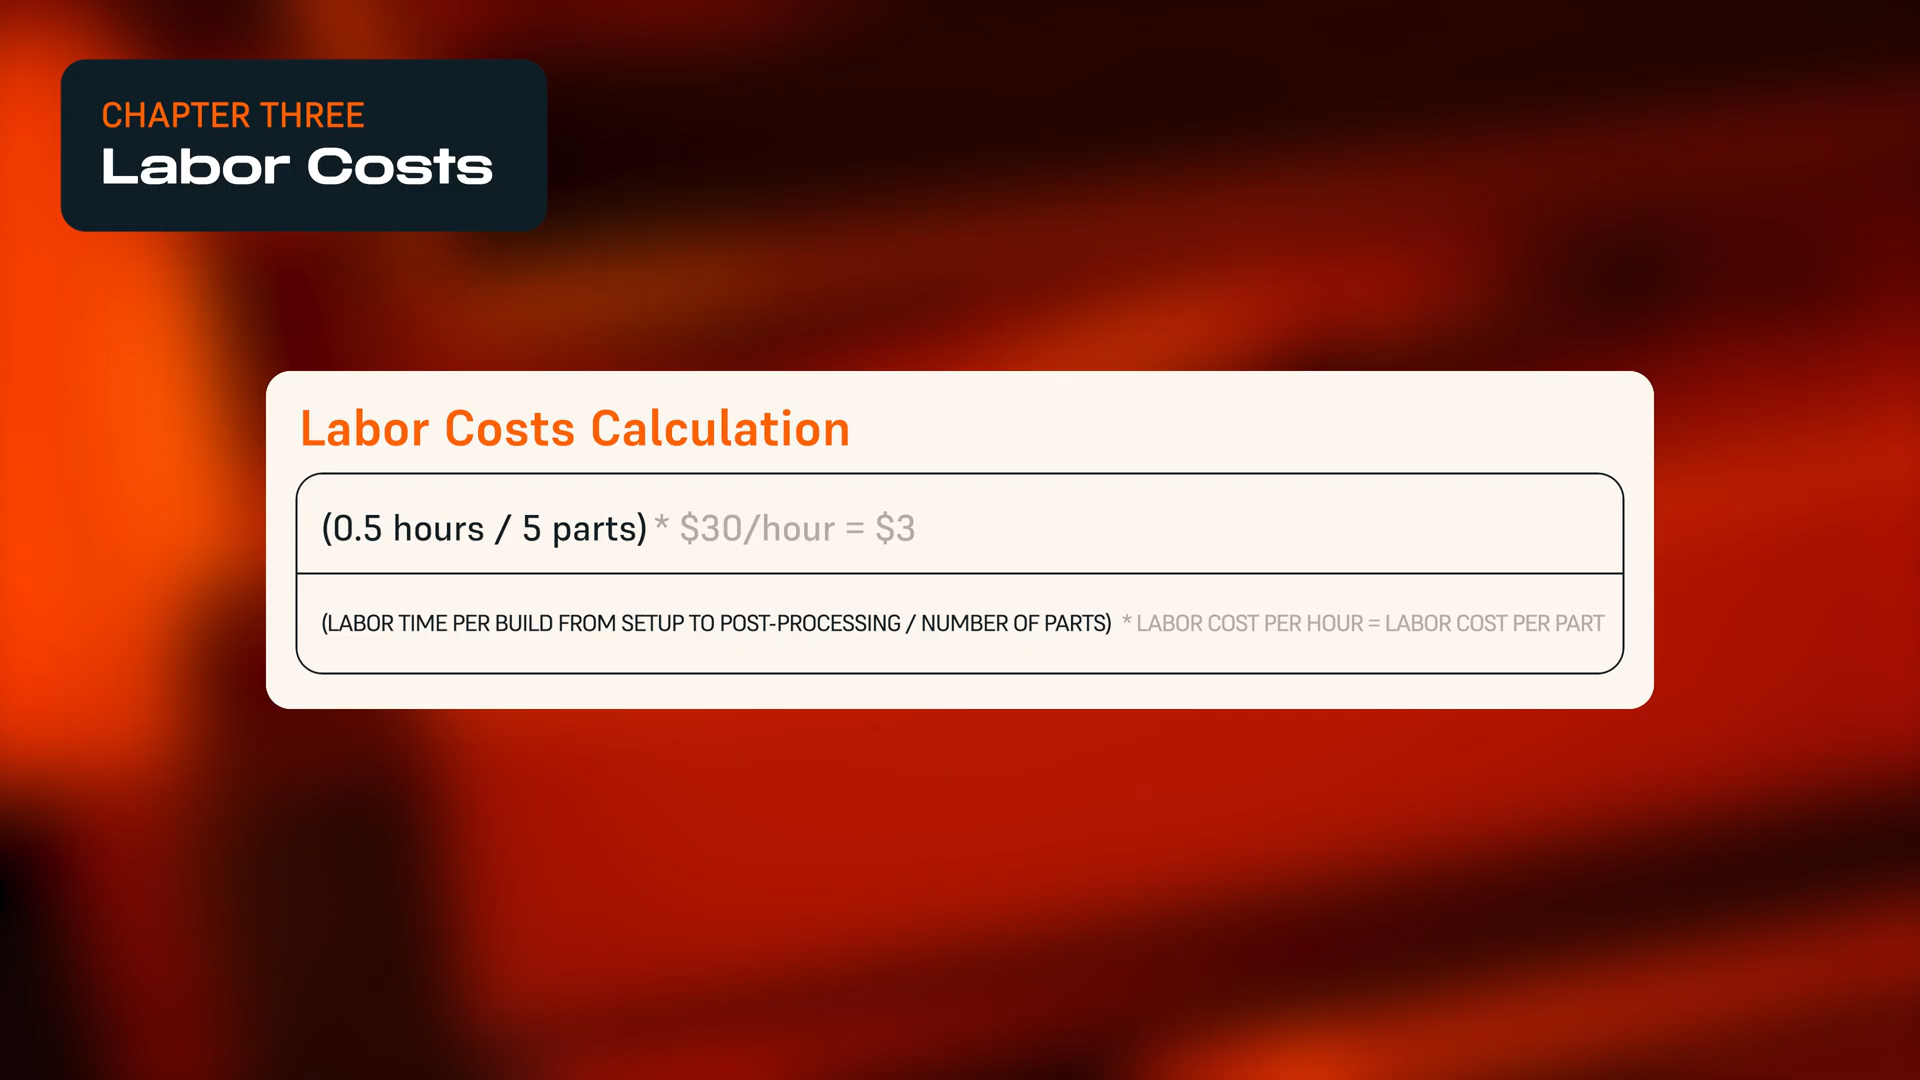 CHAPTER THREE
Labor Costs
Labor Costs Calculation
(0.5 hours / 5 parts) * $30/hour = $3
(LABOR TIME PER BUILD FROM SETUP TO POST-PROCESSING / NUMBER OF PARTS) * LABOR COST PER HOUR = LABOR COST PER PART